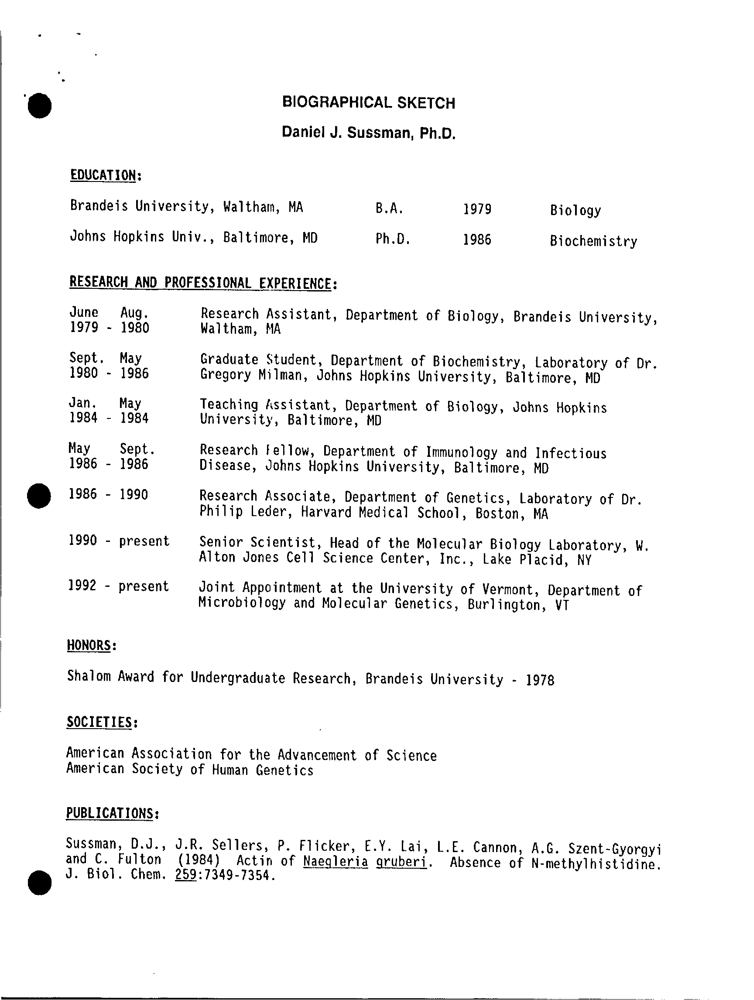 BIOGRAPHICAL SKETCH
Daniel J. Sussman, Ph.D.
EDUCATION:
Brandeis University, Waltham, MA B.A. 1979 Biology
Johns Hopkins Univ., Baltimore, MD Ph.D. 1986 Biochemistry
RESEARCH AND PROFESSIONAL EXPERIENCE:
June Aug. Research Assistant, Department of Biology, Brandeis University,
1979 - 1980 Waltham, MA
Sept. May Graduate Student, Department of Biochemistry, Laboratory of Dr.
1980 - 1986 Gregory Milman, Johns Hopkins University, Baltimore, MD
Jan. May Teaching Assistant, Department of Biology, Johns Hopkins
1984 - 1984 University, Baltimore, MD
May Sept. Research Fellow, Department of Immunology and Infectious
1986 - 1986 Disease, Johns Hopkins University, Baltimore, MD
1986 - 1990 Research Associate, Department of Genetics, Laboratory of Dr.
Philip Leder, Harvard Medical School, Boston, MA
1990 - present Senior Scientist, Head of the Molecular Biology Laboratory, W.
Alton Jones Cell Science Center, Inc., Lake Placid, NY
1992 - present Joint Appointment at the University of Vermont, Department of
Microbiology and Molecular Genetics, Burlington, VT
HONORS:
Shalom Award for Undergraduate Research, Brandeis University - 1978
SOCIETIES:
American Association for the Advancement of Science
American Society of Human Genetics
PUBLICATIONS:
Sussman, D.J., J.R. Sellers, P. Flicker, E.Y. Lai, L.E. Cannon, A.G. Szent-Gyorgyi
and C. Fulton (1984) Actin of Naegleria gruberi. Absence of N-methylhistidine.
J. Biol. Chem. 259:7349-7354.